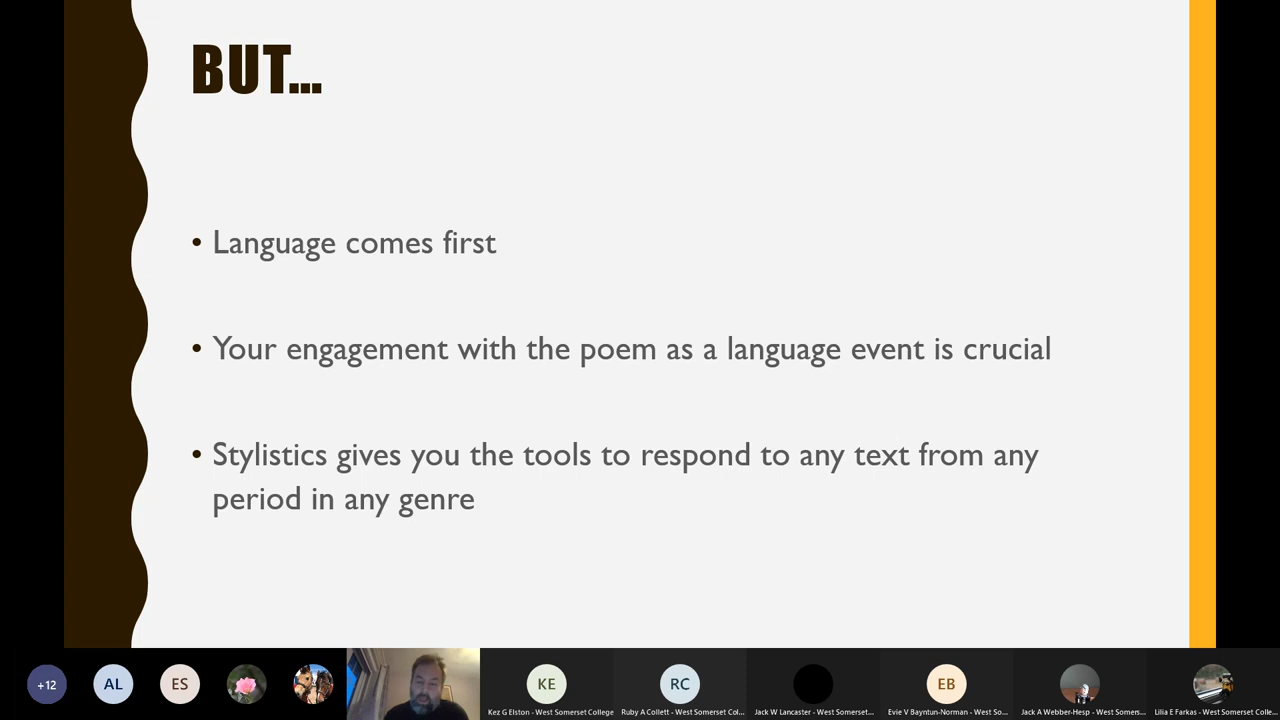 BUT...
• Language comes first
• Your engagement with the poem as a language event is crucial
• Stylistics gives you the tools to respond to any text from any
period in any genre
+12
AL
ES
KE
RC
EB
Kez G Elston - West Somerset College
Ruby A Collett - West Somerset Col...
Jack W Lancaster - West Somerset...
Evie V Bayntun-Norman - West So...
Jack A Webber-Hesp - West Somers...
Lilia E Farkas - West Somerset Colle...